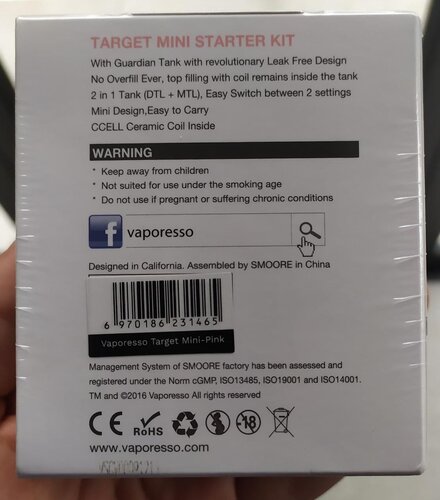 TARGET MINI STARTER KIT
With Guardian Tank with revolutionary Leak Free Design
No Overfill Ever, top filling with coil remains inside the tank
2 in 1 Tank (DTL + MTL), Easy Switch between 2 settings
Mini Design,Easy to Carry
CCELL Ceramic Coil Inside
WARNING
* Keep away from children
* Not suited for use under the smoking age
* Do not use if pregnant or suffering chronic conditions
f vaporesso
Designed in California. Assembled by SMOORE in China
6 970186 231465
Vaporesso Target Mini-Pink
Management System of SMOORE factory has been assessed and
registered under the Norm cGMP, ISO13485, ISO19001 and ISO14001.
TM and ©2016 Vaporesso All rights reserved
CE RoHS -18
www.vaporesso.com